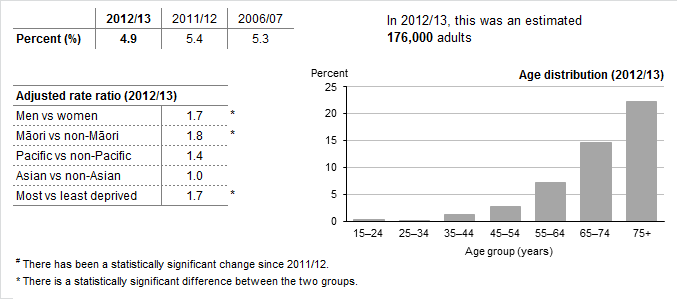 2012/13 2011/12 2006/07
Percent (%) 4.9 5.4 5.3
In 2012/13, this was an estimated
176,000 adults
Adjusted rate ratio (2012/13)
Men vs women 1.7 *
Māori vs non-Māori 1.8 *
Pacific vs non-Pacific 1.4
Asian vs non-Asian 1.0
Most vs least deprived 1.7 *
Percent
Age distribution (2012/13)
25
20
15
10
5
0
15–24 25–34 35–44 45–54 55–64 65–74 75+
Age group (years)
# There has been a statistically significant change since 2011/12.
* There is a statistically significant difference between the two groups.